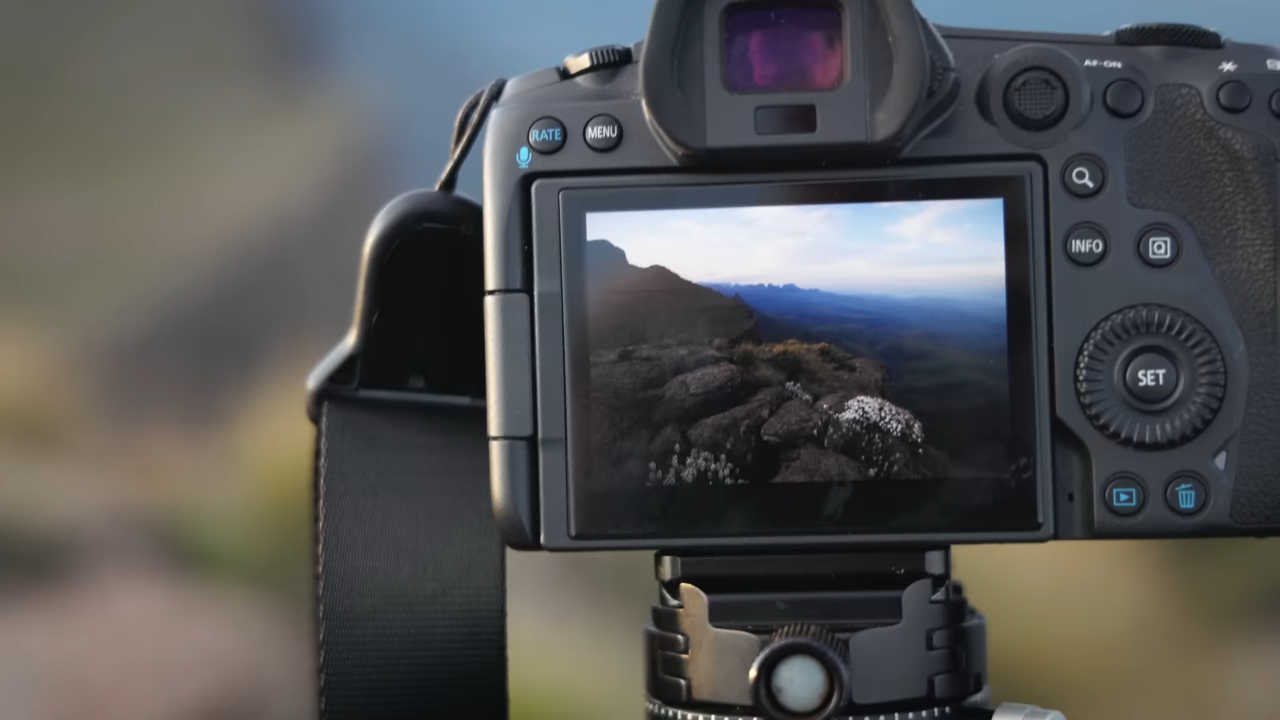 AF-ON
RATE
MENU
INFO
Q
SET